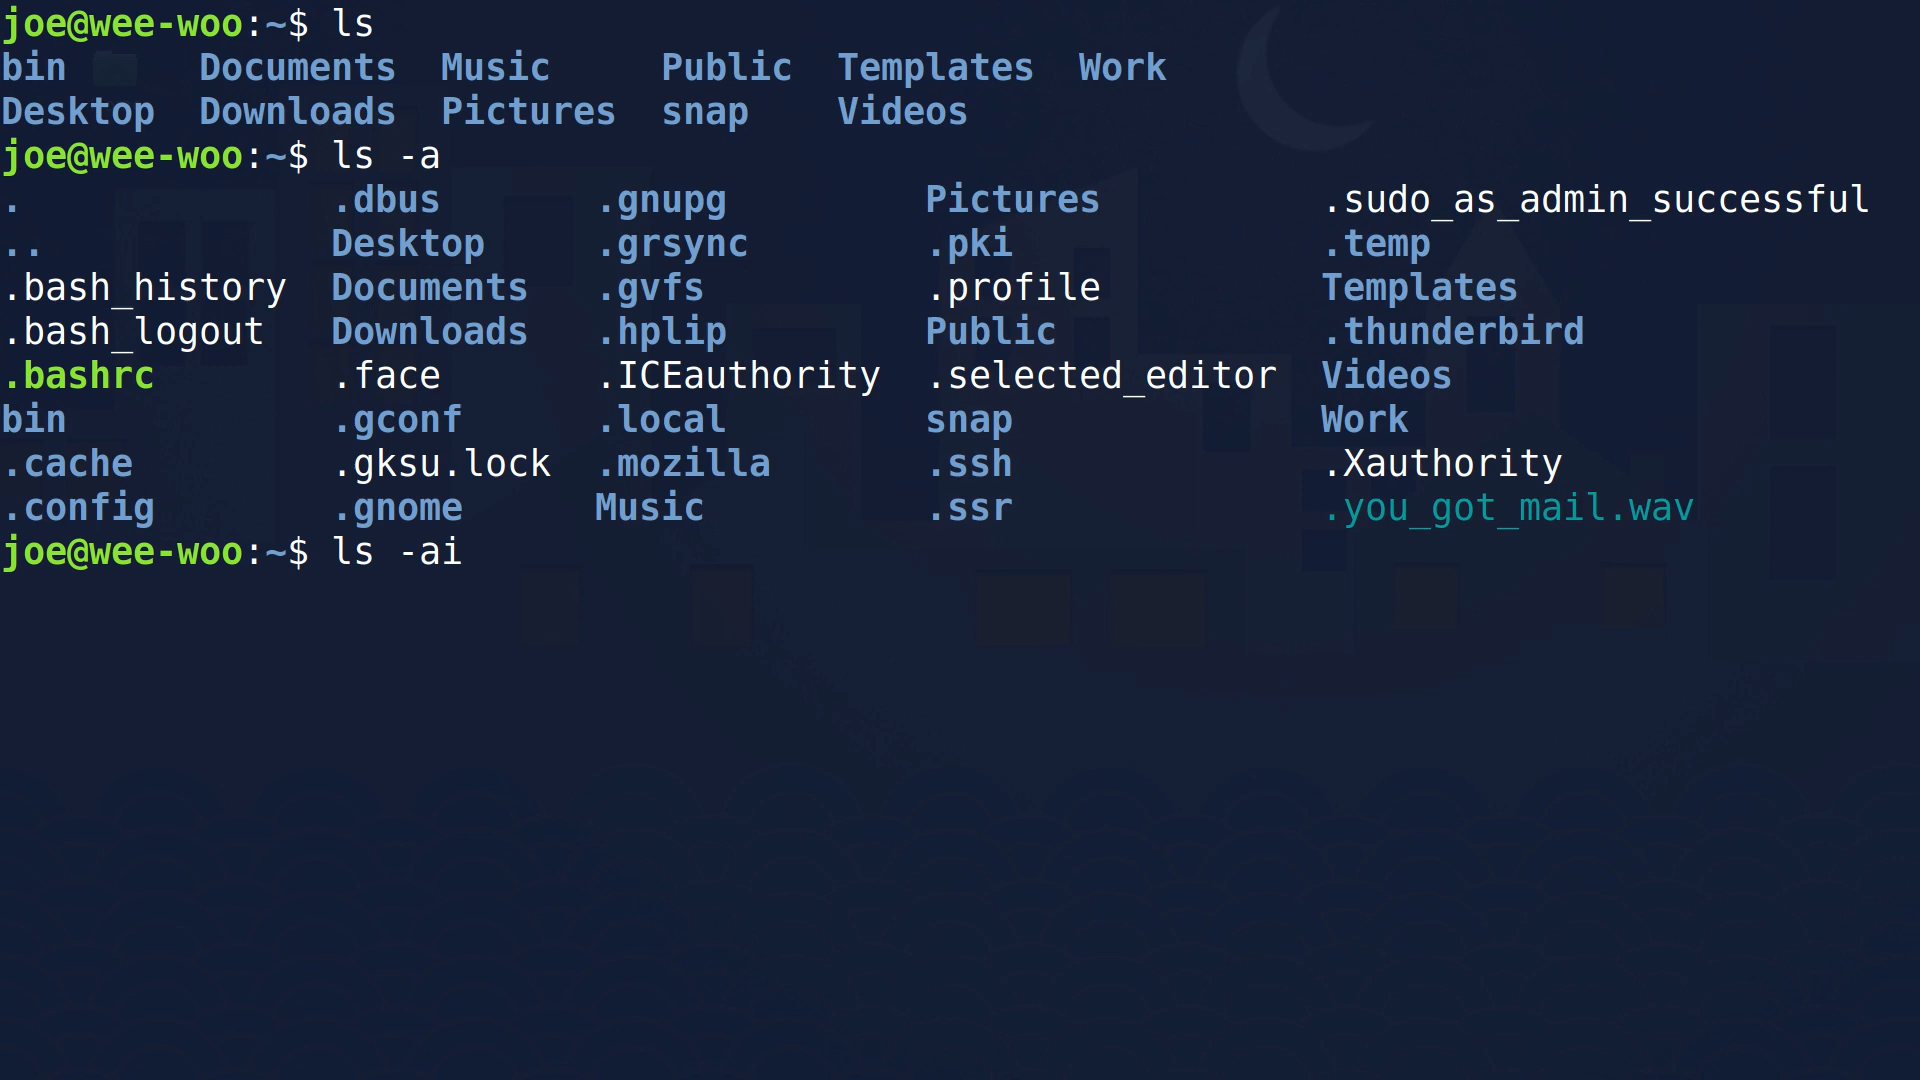 joe@wee-woo:~$ ls
bin      Documents  Music     Public  Templates  Work
Desktop  Downloads  Pictures  snap    Videos
joe@wee-woo:~$ ls -a
.              .dbus       .gnupg         Pictures          .sudo_as_admin_successful
..             Desktop     .grsync        .pki              .temp
.bash_history  Documents   .gvfs          .profile          Templates
.bash_logout   Downloads   .hplip         Public            .thunderbird
.bashrc        .face       .ICEauthority  .selected_editor  Videos
bin            .gconf      .local         snap              Work
.cache         .gksu.lock  .mozilla       .ssh              .Xauthority
.config        .gnome      Music          .ssr              .you_got_mail.wav
joe@wee-woo:~$ ls -ai